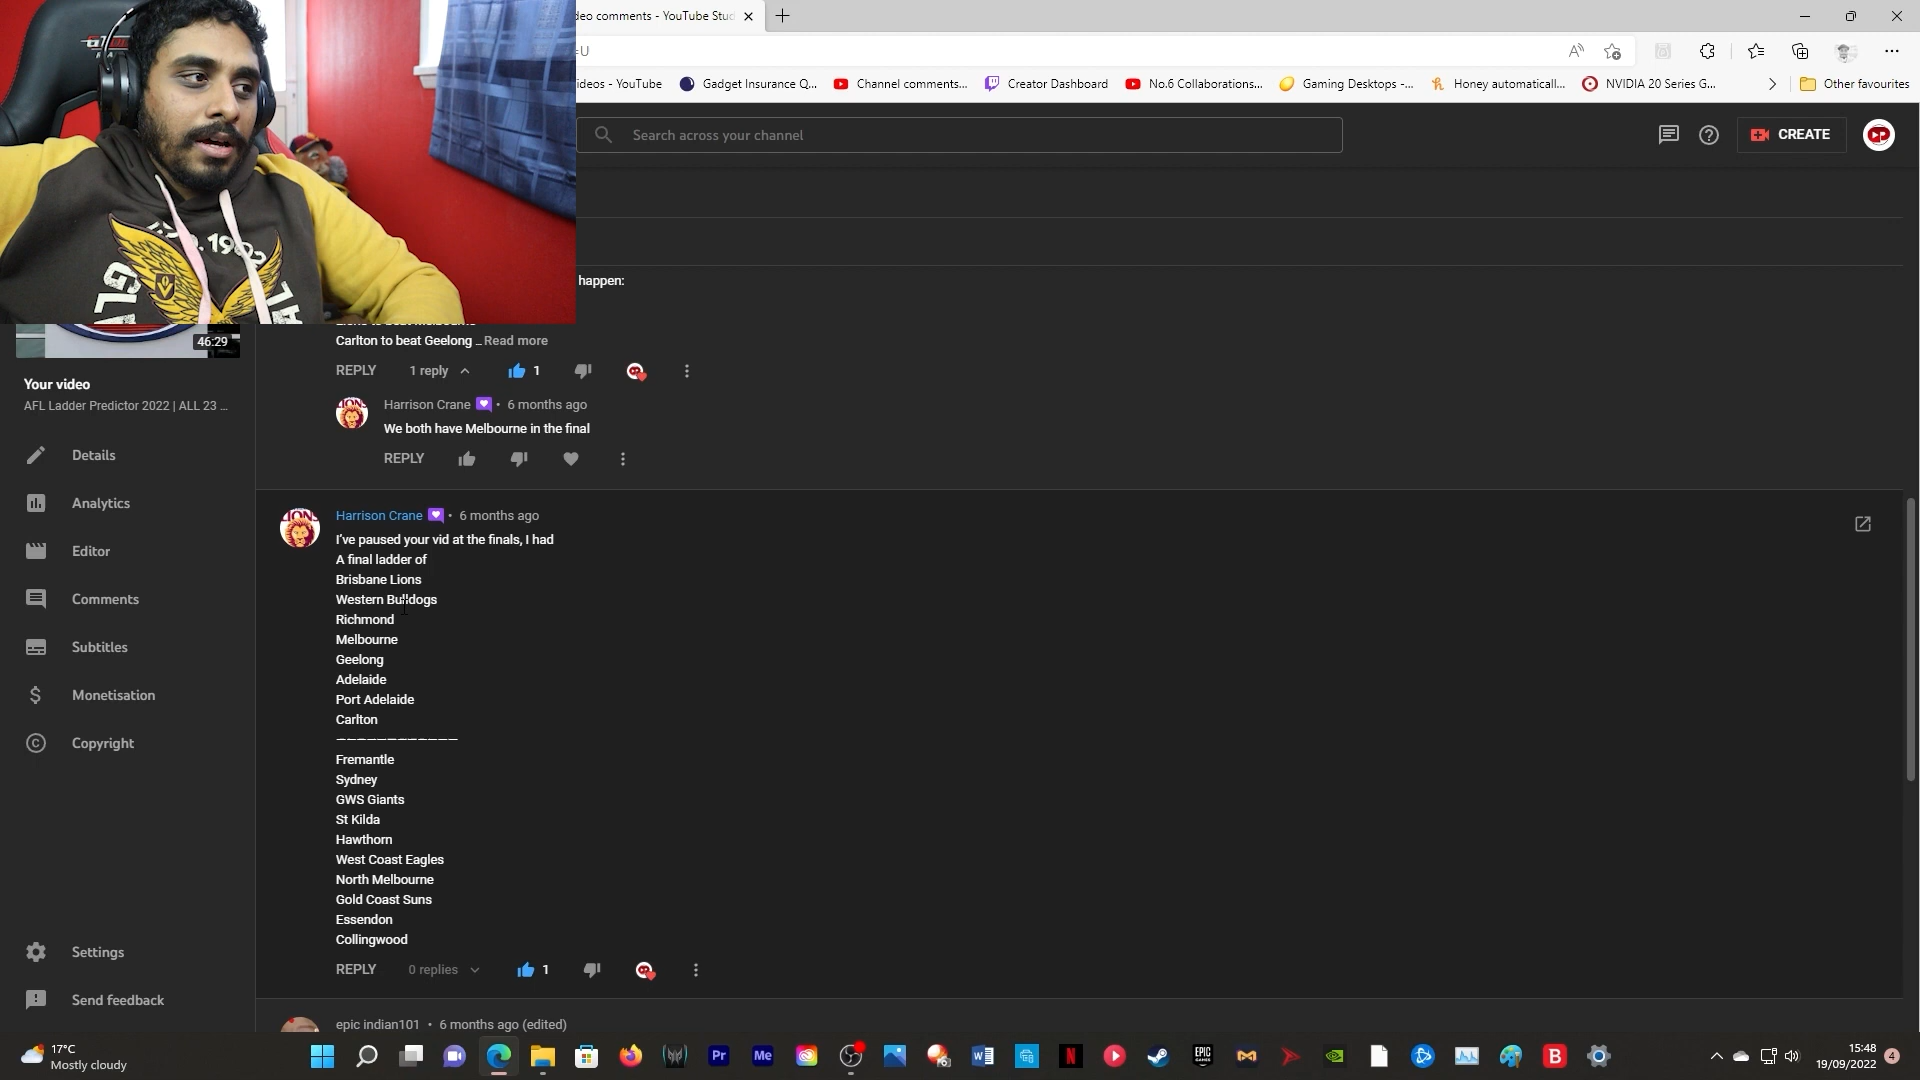 deo comments - YouTube Stud
=U
ideos - YouTube
Gadget Insurance Q...
Channel comments...
Creator Dashboard
No.6 Collaborations...
Gaming Desktops -...
Honey automaticall...
NVIDIA 20 Series G...
Other favourites
Search across your channel
CREATE
happen:
Carlton to beat Geelong ...Read more
REPLY
1 reply
1
Harrison Crane • 6 months ago
We both have Melbourne in the final
REPLY
46:29
Your video
AFL Ladder Predictor 2022 | ALL 23 ...
Details
Analytics
Editor
Comments
Subtitles
Monetisation
Copyright
Settings
Send feedback
Harrison Crane • 6 months ago
I've paused your vid at the finals, I had
A final ladder of
Brisbane Lions
Western Bulldogs
Richmond
Melbourne
Geelong
Adelaide
Port Adelaide
Carlton
————————————
Fremantle
Sydney
GWS Giants
St Kilda
Hawthorn
West Coast Eagles
North Melbourne
Gold Coast Suns
Essendon
Collingwood
REPLY
0 replies
1
epic indian101 • 6 months ago (edited)
17°C
Mostly cloudy
15:48
19/09/2022
4